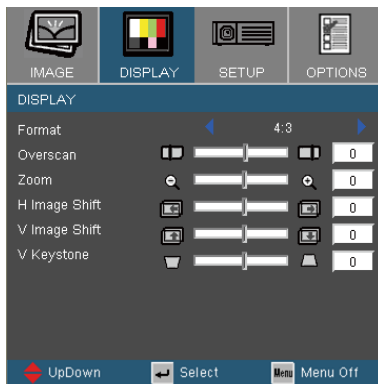 IMAGE DISPLAY SETUP OPTIONS
DISPLAY
Format 4:3
Overscan 0
Zoom 0
H Image Shift 0
V Image Shift 0
V Keystone 0
UpDown Select Menu Menu Off